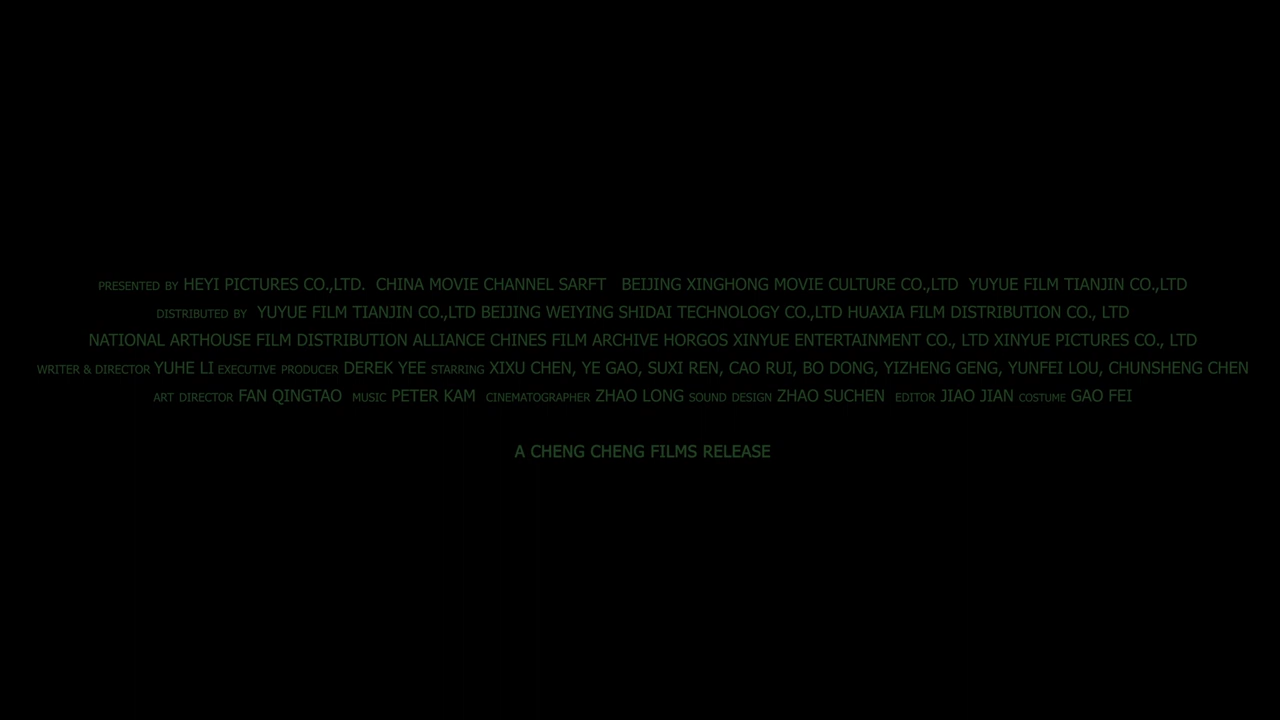 PRESENTED BY HEYI PICTURES CO.,LTD. CHINA MOVIE CHANNEL SARFT BEIJING XINGHONG MOVIE CULTURE CO.,LTD YUYUE FILM TIANJIN CO.,LTD
DISTRIBUTED BY YUYUE FILM TIANJIN CO.,LTD BEIJING WEIYING SHIDAI TECHNOLOGY CO.,LTD HUAXIA FILM DISTRIBUTION CO., LTD
NATIONAL ARTHOUSE FILM DISTRIBUTION ALLIANCE CHINES FILM ARCHIVE HORGOS XINYUE ENTERTAINMENT CO., LTD XINYUE PICTURES CO., LTD
WRITER & DIRECTOR YUHE LI EXECUTIVE PRODUCER DEREK YEE STARRING XIXU CHEN, YE GAO, SUXI REN, CAO RUI, BO DONG, YIZHENG GENG, YUNFEI LOU, CHUNSHENG CHEN
ART DIRECTOR FAN QINGTAO MUSIC PETER KAM CINEMATOGRAPHER ZHAO LONG SOUND DESIGN ZHAO SUCHEN EDITOR JIAO JIAN COSTUME GAO FEI
A CHENG CHENG FILMS RELEASE